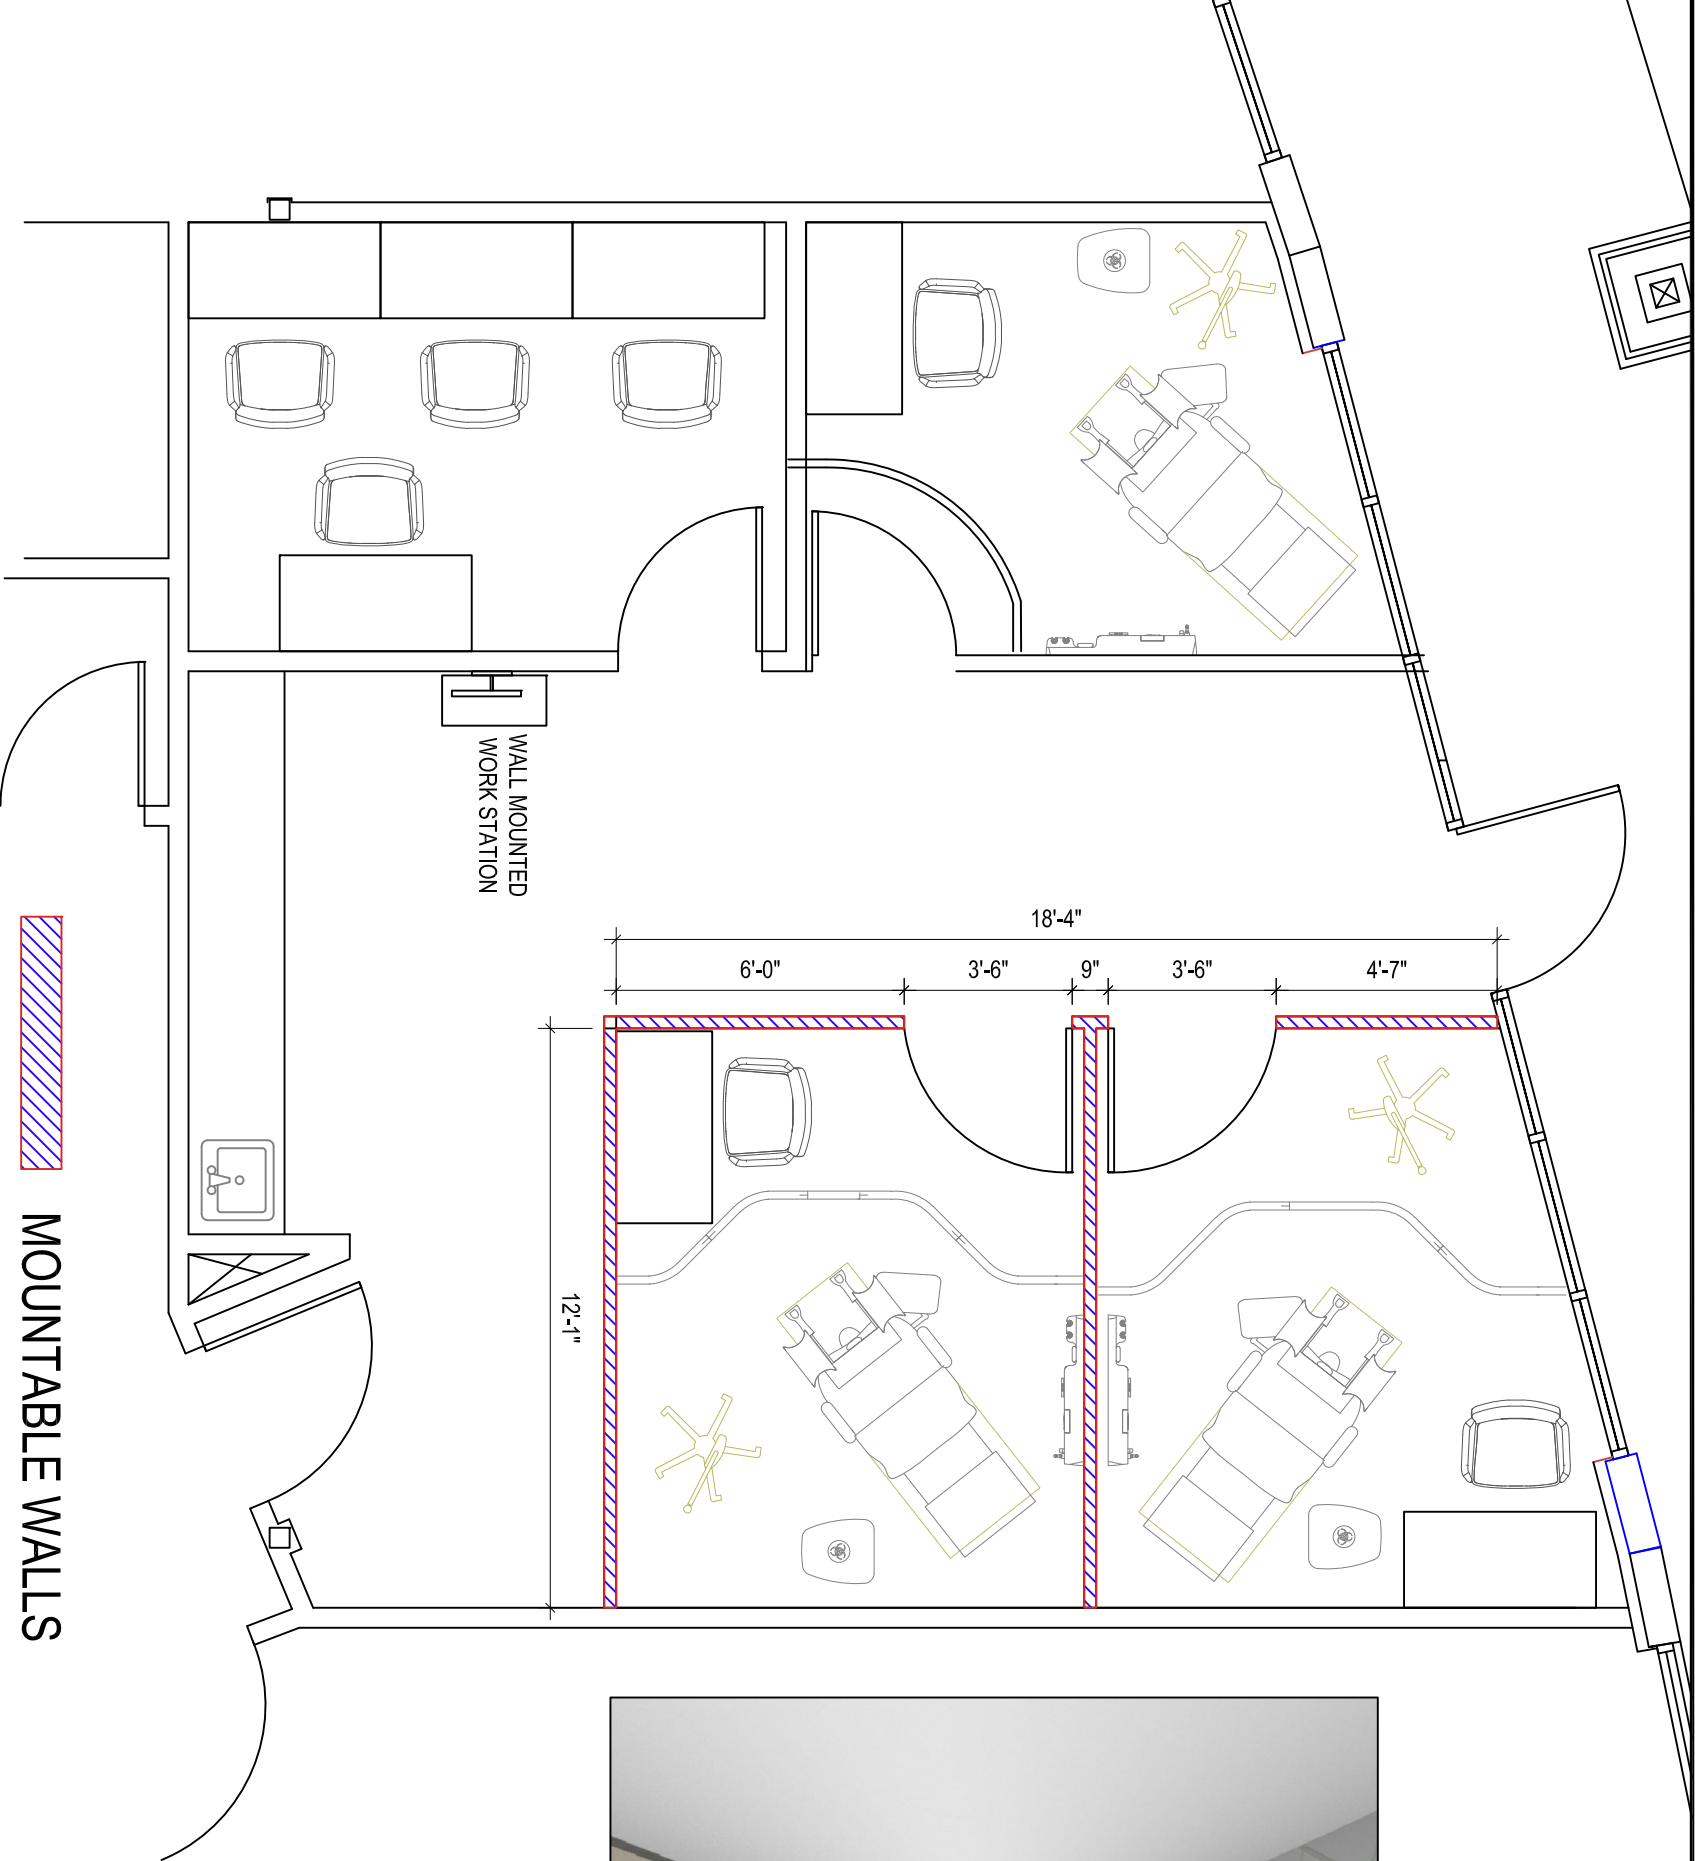 WALL MOUNTED
WORK STATION
18'-4"
6'-0"
3'-6"
9"
3'-6"
4'-7"
12'-1"
MOUNTABLE WALLS